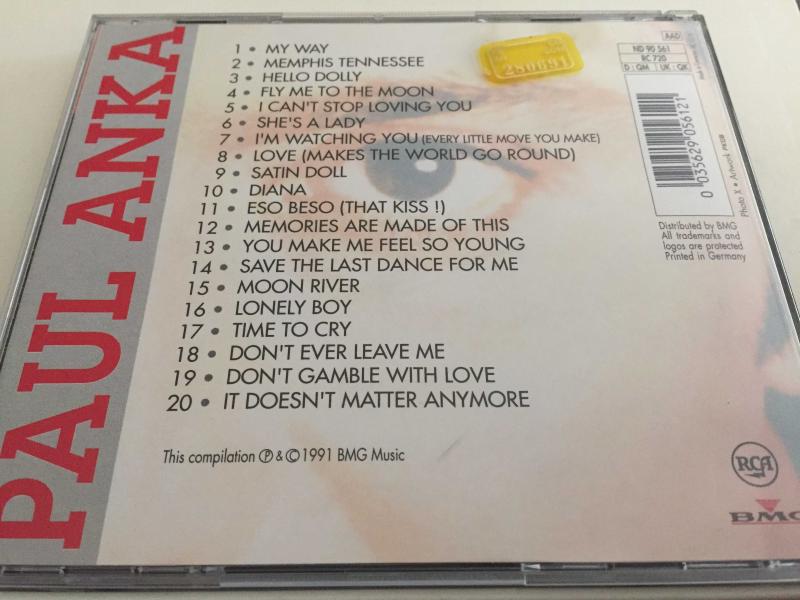 PAUL ANKA
1 • MY WAY
2 • MEMPHIS TENNESSEE
3 • HELLO DOLLY
4 • FLY ME TO THE MOON
5 • I CAN'T STOP LOVING YOU
6 • SHE'S A LADY
7 • I'M WATCHING YOU (EVERY LITTLE MOVE YOU MAKE)
8 • LOVE (MAKES THE WORLD GO ROUND)
9 • SATIN DOLL
10 • DIANA
11 • ESO BESO (THAT KISS !)
12 • MEMORIES ARE MADE OF THIS
13 • YOU MAKE ME FEEL SO YOUNG
14 • SAVE THE LAST DANCE FOR ME
15 • MOON RIVER
16 • LONELY BOY
17 • TIME TO CRY
18 • DON'T EVER LEAVE ME
19 • DON'T GAMBLE WITH LOVE
20 • IT DOESN'T MATTER ANYMORE
This compilation ℗ & © 1991 BMG Music
280691
AAD
ND 90 561
RC 720
D : QM UK : QK
0 035629 056121
Photo X • Artwork
Distributed by BMG
All trademarks and
logos are protected
Printed in Germany
RCA
BMG